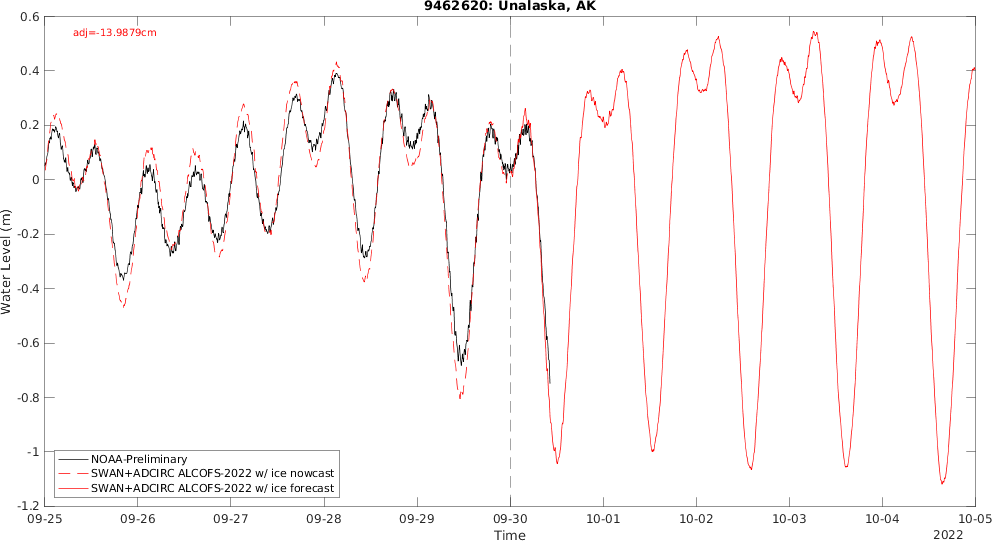 9462620: Unalaska, AK
adj=-13.9879cm
0.6
0.4
0.2
0
-0.2
-0.4
-0.6
-0.8
-1
-1.2
Water Level (m)
NOAA-Preliminary
SWAN+ADCIRC ALCOFS-2022 w/ ice nowcast
SWAN+ADCIRC ALCOFS-2022 w/ ice forecast
09-25 09-26 09-27 09-28 09-29 09-30 10-01 10-02 10-03 10-04 10-05
Time
2022